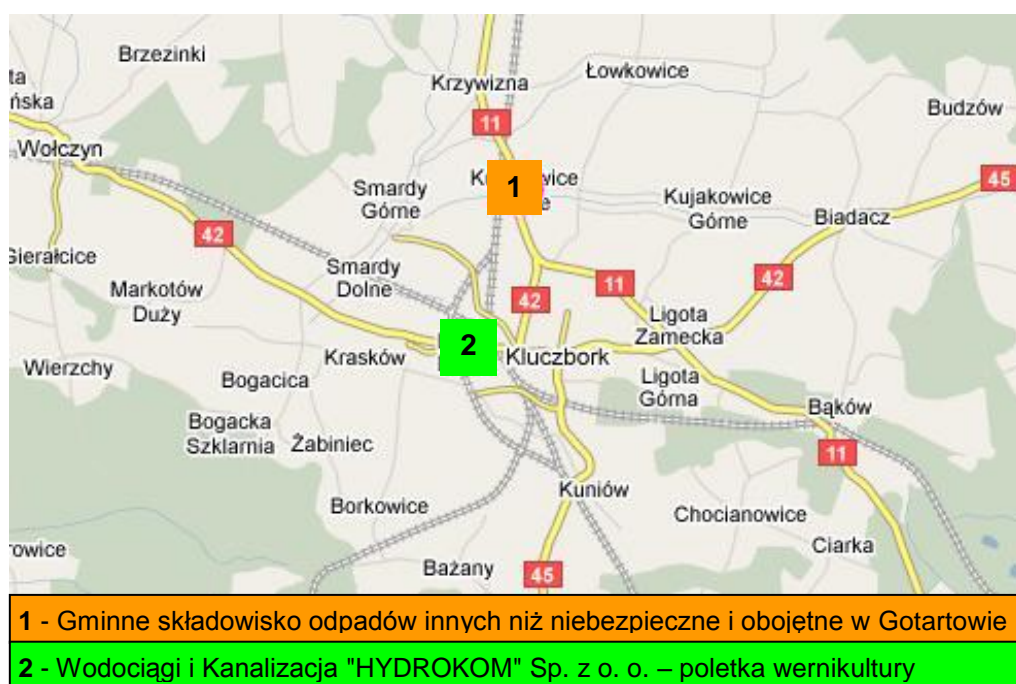 Brzezinki
Łowkowice
ta
ńska
Krzywizna
Budzów
11
Wołczyn
45
Smardy
Górne
1
Kujakowice
Górne
Biadacz
42
Sierałcice
Smardy
Dolne
42
11
Markotów
Duży
42
Ligota
Zamecka
2
Kluczbork
Krasków
Wierzchy
Bogacica
Ligota
Górna
Bąków
Bogacka
Szklarnia
Żabiniec
11
Kuniów
Borkowice
Chocianowice
rowice
Ciarka
Bażany
45
1 - Gminne składowisko odpadów innych niż niebezpieczne i obojętne w Gotartowie
2 - Wodociągi i Kanalizacja "HYDROKOM" Sp. z o. o. – poletka wernikultury